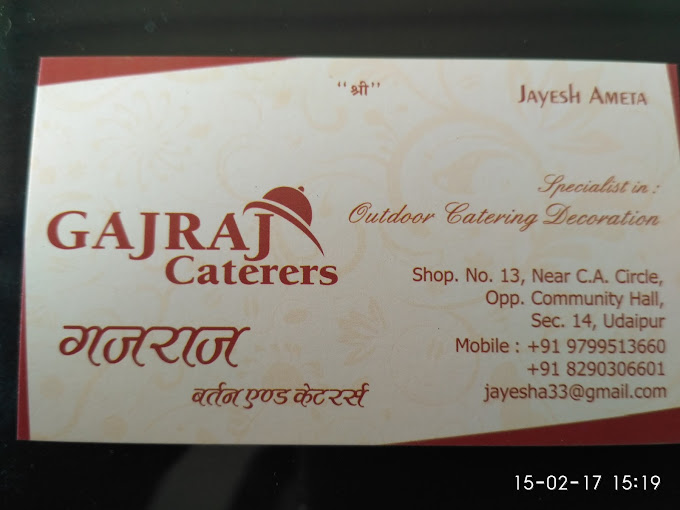 "श्री"
JAYESH AMETA
Specialist in :
Outdoor Catering Decoration
GAJRAJ
Caterers
गजराज
बर्तन एण्ड केटरर्स
Shop. No. 13, Near C.A. Circle,
Opp. Community Hall,
Sec. 14, Udaipur
Mobile : +91 9799513660
+91 8290306601
jayesha33@gmail.com
15-02-17 15:19